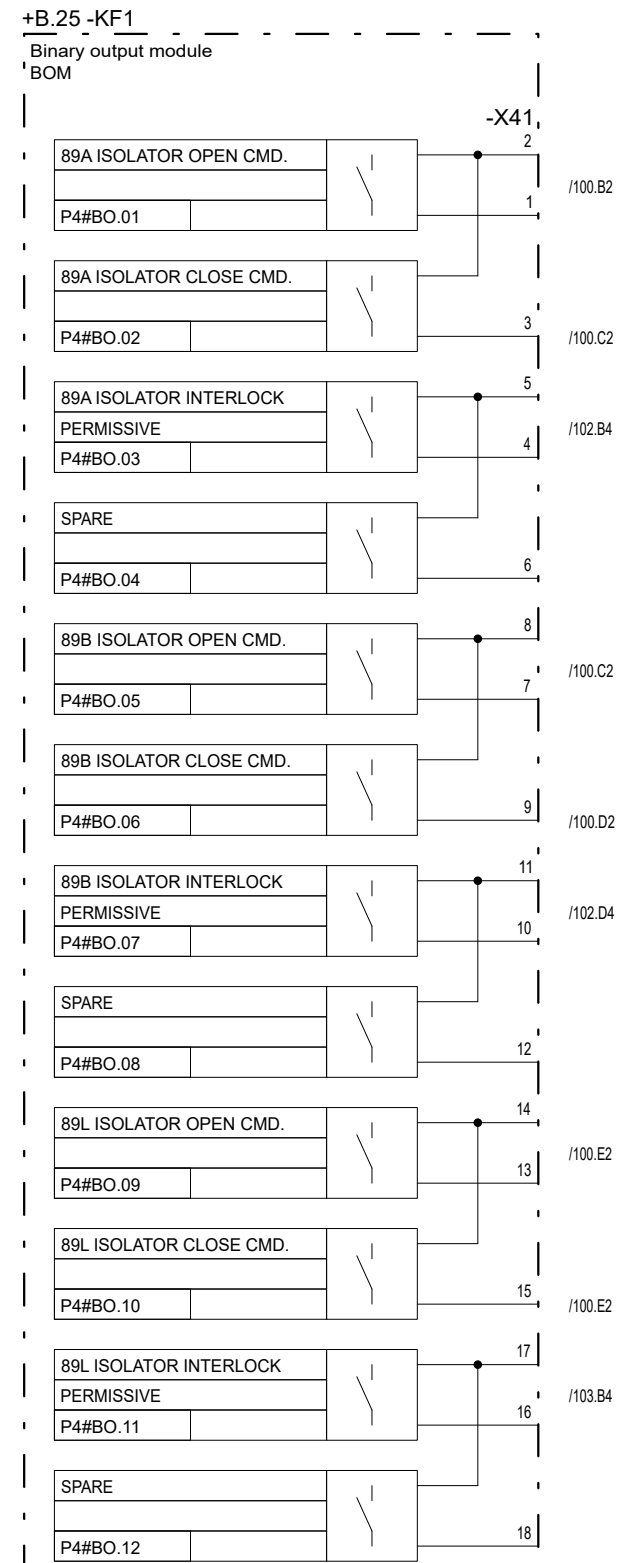 +B.25 -KF1
Binary output module
BOM
-X41
2
89A ISOLATOR OPEN CMD.
/100.B2
1
P4#BO.01
89A ISOLATOR CLOSE CMD.
3
P4#BO.02
/100.C2
5
89A ISOLATOR INTERLOCK
PERMISSIVE
/102.B4
4
P4#BO.03
SPARE
6
P4#BO.04
8
89B ISOLATOR OPEN CMD.
/100.C2
7
P4#BO.05
89B ISOLATOR CLOSE CMD.
9
P4#BO.06
/100.D2
11
89B ISOLATOR INTERLOCK
PERMISSIVE
/102.D4
10
P4#BO.07
SPARE
12
P4#BO.08
14
89L ISOLATOR OPEN CMD.
/100.E2
13
P4#BO.09
89L ISOLATOR CLOSE CMD.
15
P4#BO.10
/100.E2
17
89L ISOLATOR INTERLOCK
PERMISSIVE
/103.B4
16
P4#BO.11
SPARE
18
P4#BO.12